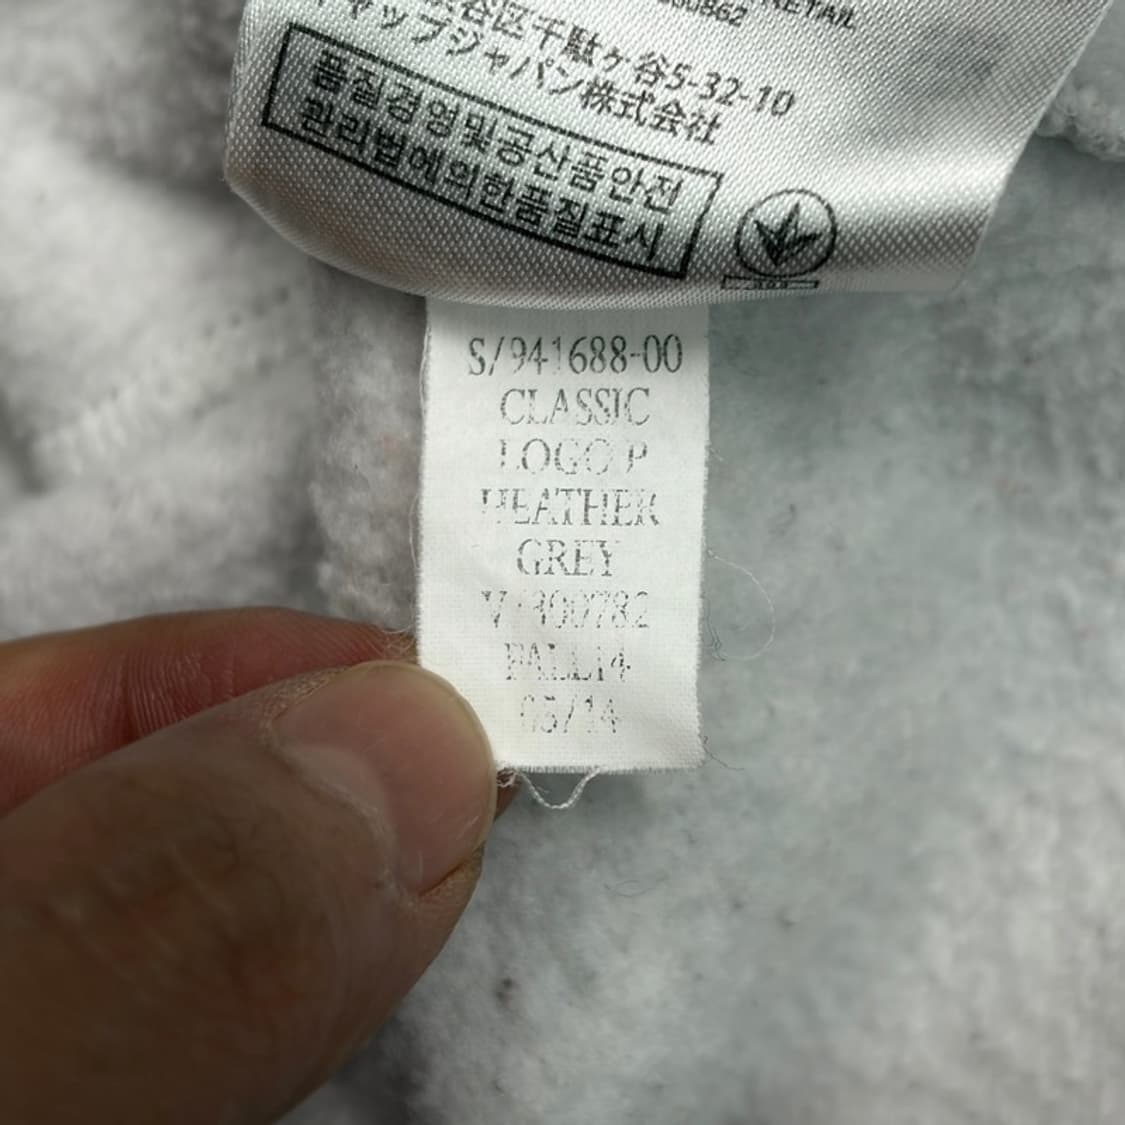 RETAIL
谷区千駄ヶ谷5-32-10
ャップジャパン株式会社
품질경영및공산품안전
관리법에의한품질표시
S/941688-00
CLASSIC
LOGO P
HEATHER
GREY
V/300782
FALL14
05/14